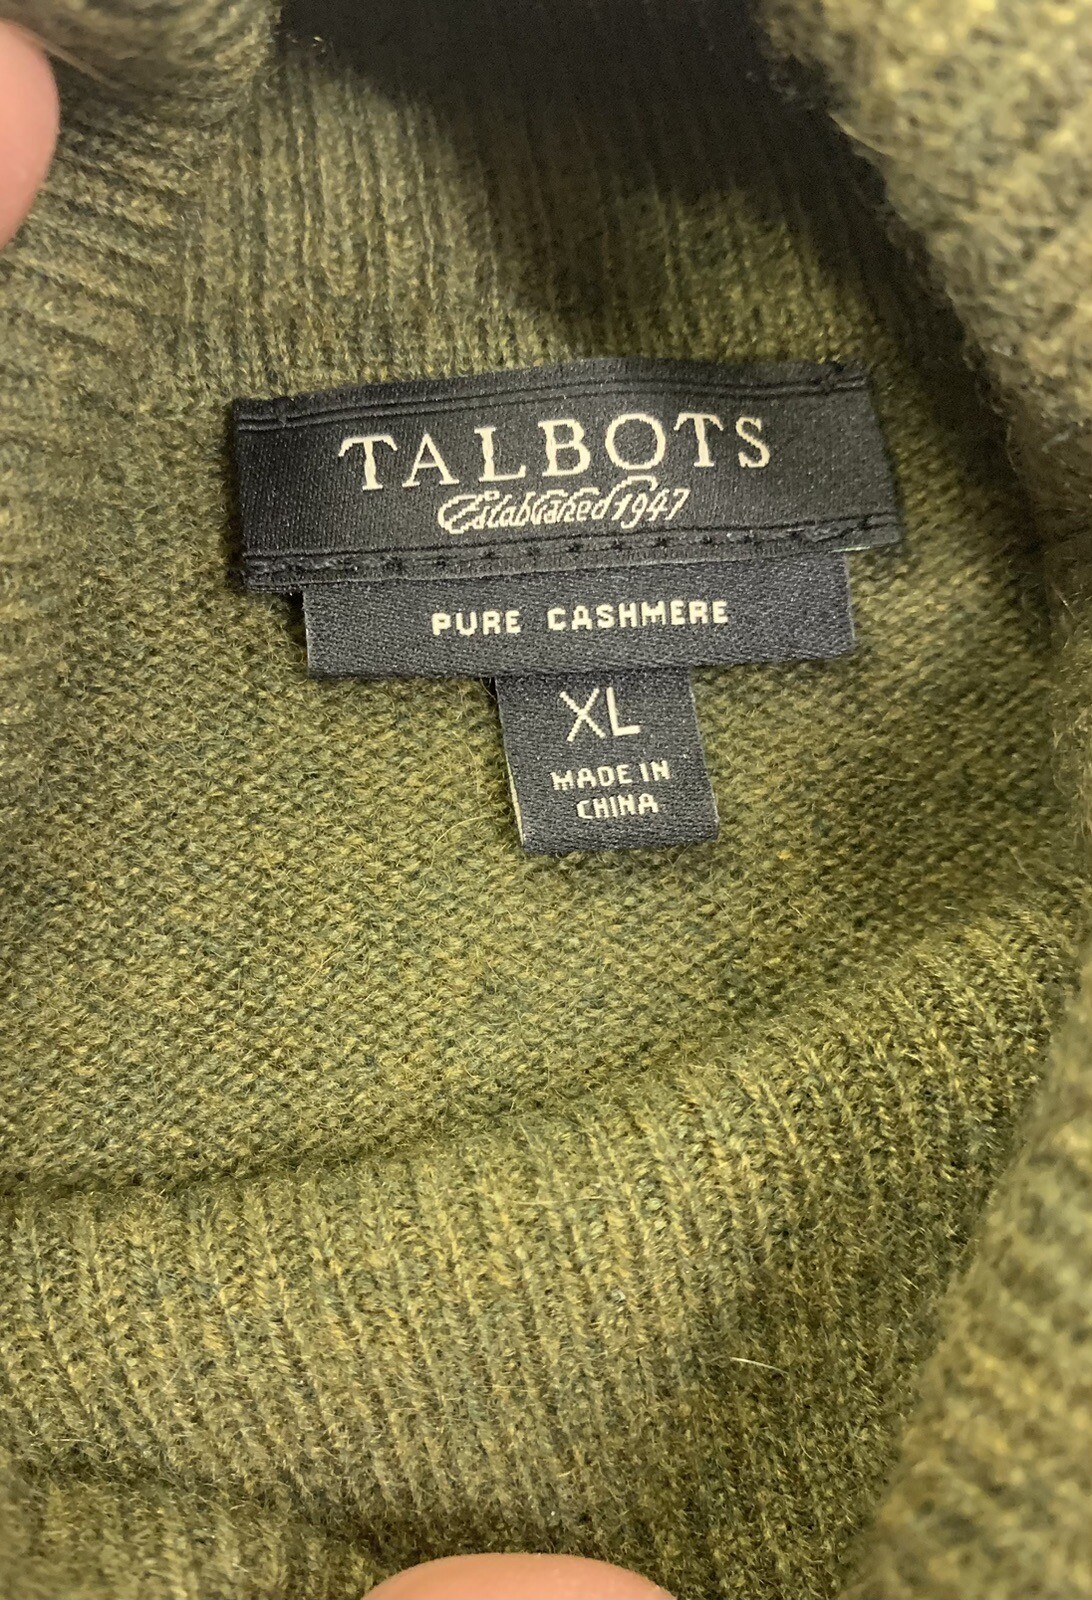 TALBOTS
Established 1947
PURE CASHMERE
XL
MADE IN
CHINA